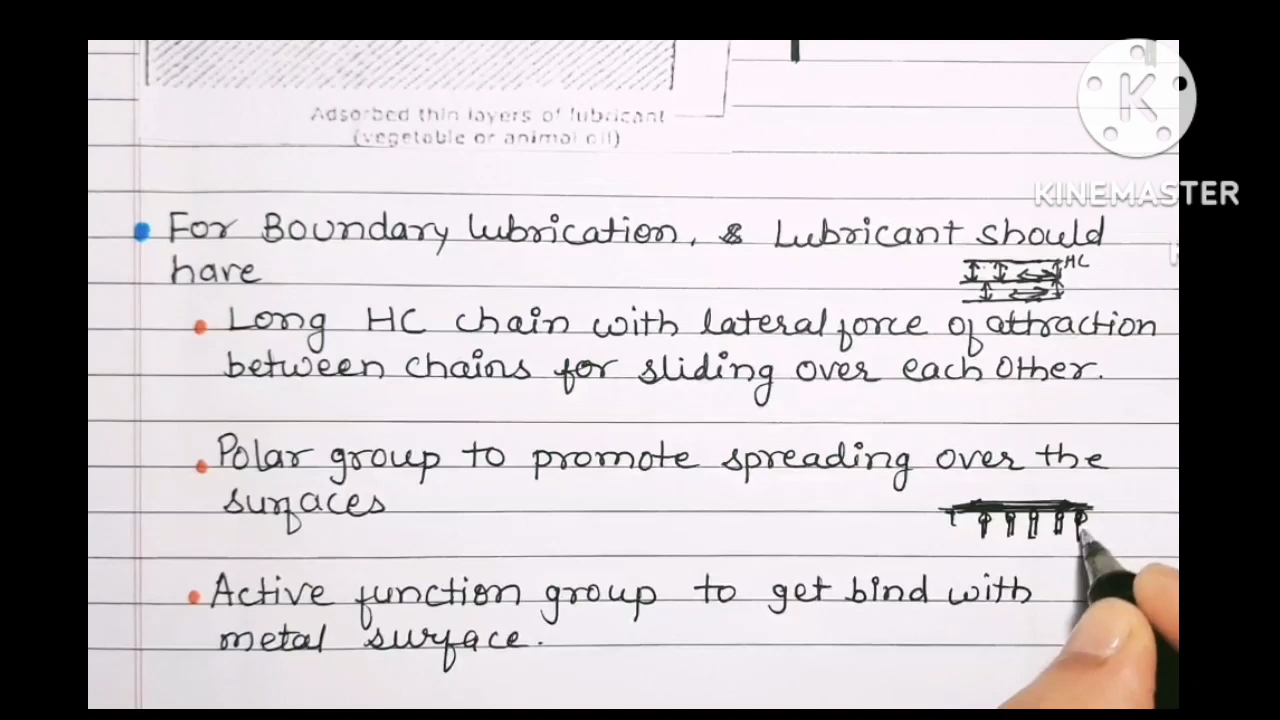 Adsorbed thin layers of lubricant
(vegetable or animal oil)
K
KINEMASTER
For Boundary lubrication, & Lubricant should
have
HC
Long HC chain with lateral force of attraction
between chains for sliding over each other.
Polar group to promote spreading over the
surfaces
Active function group to get bind with
metal surface.